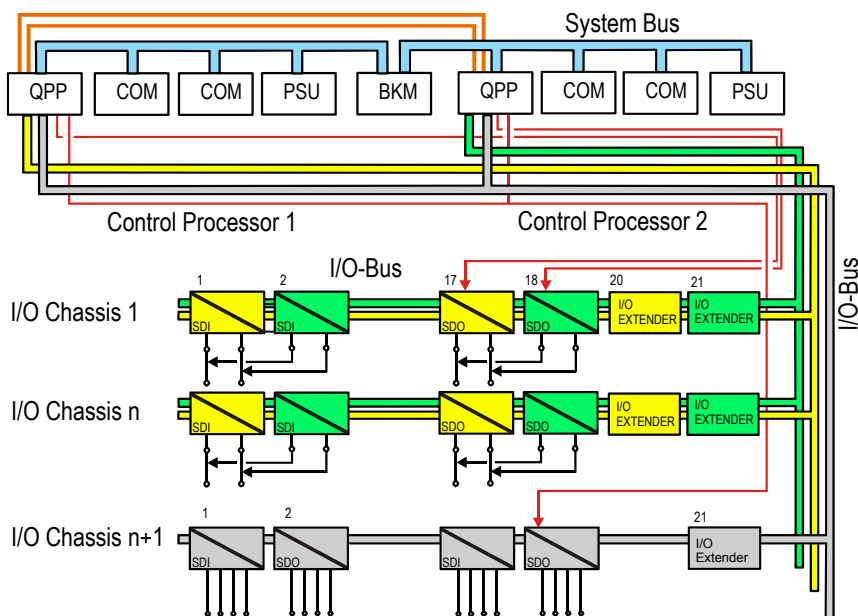 System Bus
QPP
COM
COM
PSU
BKM
QPP
COM
COM
PSU
Control Processor 1
Control Processor 2
I/O-Bus
I/O-Bus
I/O Chassis 1
1
SDI
2
SDI
17
SDO
18
SDO
20
I/O
EXTENDER
21
I/O
EXTENDER
I/O Chassis n
SDI
SDI
SDO
SDO
I/O
EXTENDER
I/O
EXTENDER
I/O Chassis n+1
1
SDI
2
SDO
SDI
SDO
21
I/O
Extender